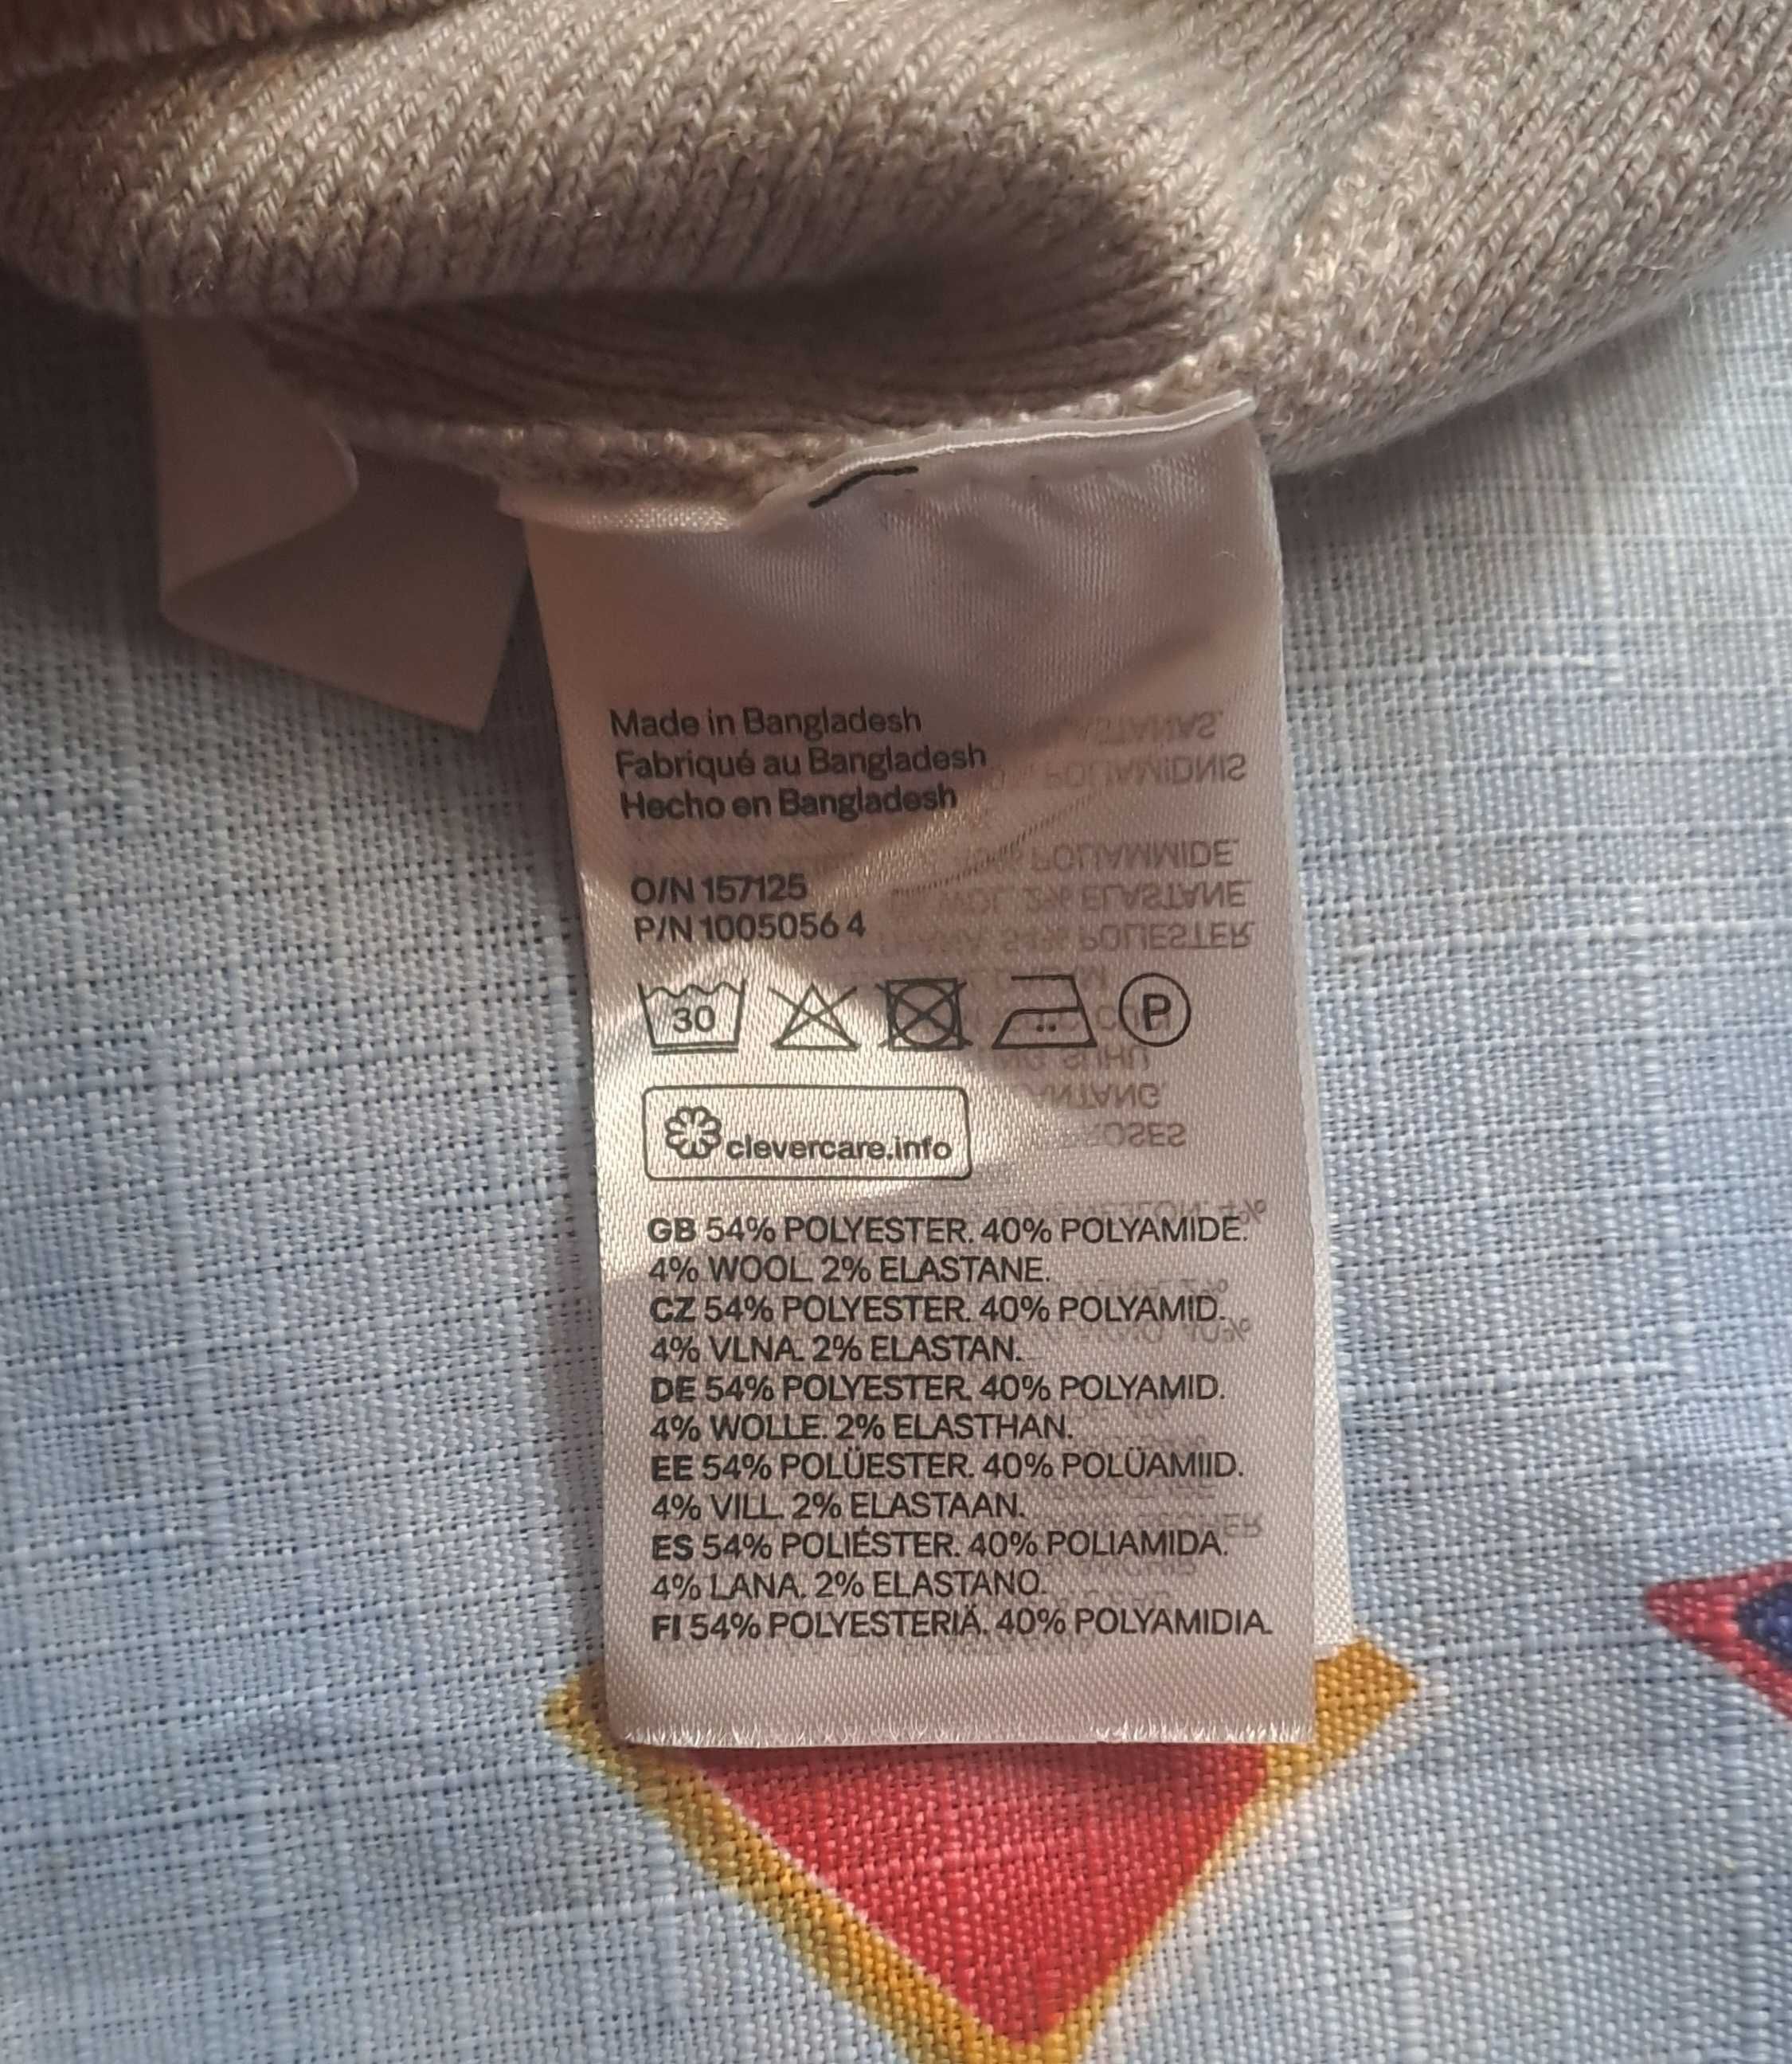 Made in Bangladesh
Fabriqué au Bangladesh
Hecho en Bangladesh
O/N 157125
P/N 1005056 4
30
P
clevercare.info
GB 54% POLYESTER. 40% POLYAMIDE.
4% WOOL. 2% ELASTANE.
CZ 54% POLYESTER. 40% POLYAMID.
4% VLNA. 2% ELASTAN.
DE 54% POLYESTER. 40% POLYAMID.
4% WOLLE. 2% ELASTHAN.
EE 54% POLÜESTER. 40% POLÜAMIID.
4% VILL. 2% ELASTAAN.
ES 54% POLIÉSTER. 40% POLIAMIDA.
4% LANA. 2% ELASTANO.
FI 54% POLYESTERIÄ. 40% POLYAMIDIA.